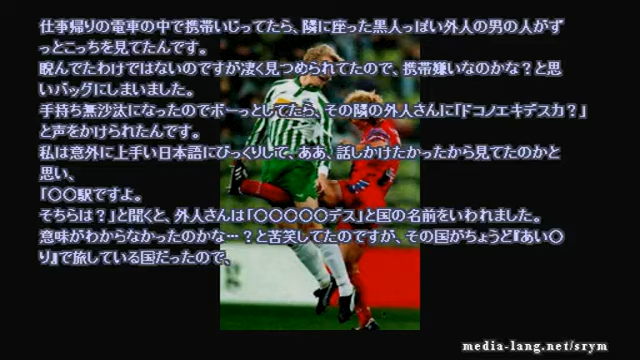 仕事帰りの電車の中で携帯いじってたら、隣に座った黒人っぽい外人の男の人がず
っとこっちを見てたんです。
睨んでたわけではないのですが凄く見つめられてたので、携帯嫌いなのかな？と思
いバッグにしまいました。
手持ち無沙汰になったのでボーっとしてたら、その隣の外人さんに「ドコノエキデスカ？」
と声をかけられたんです。
私は意外に上手い日本語にびっくりして、ああ、話しかけたかったから見てたのかと
思い、
「〇〇駅ですよ。
そちらは？」と聞くと、外人さんは「〇〇〇〇〇デス」と国の名前をいわれました。
意味がわからなかったのかな…？と苦笑してたのですが、その国がちょうど『あい〇
り』で旅している国だったので、
media-lang.net/srym